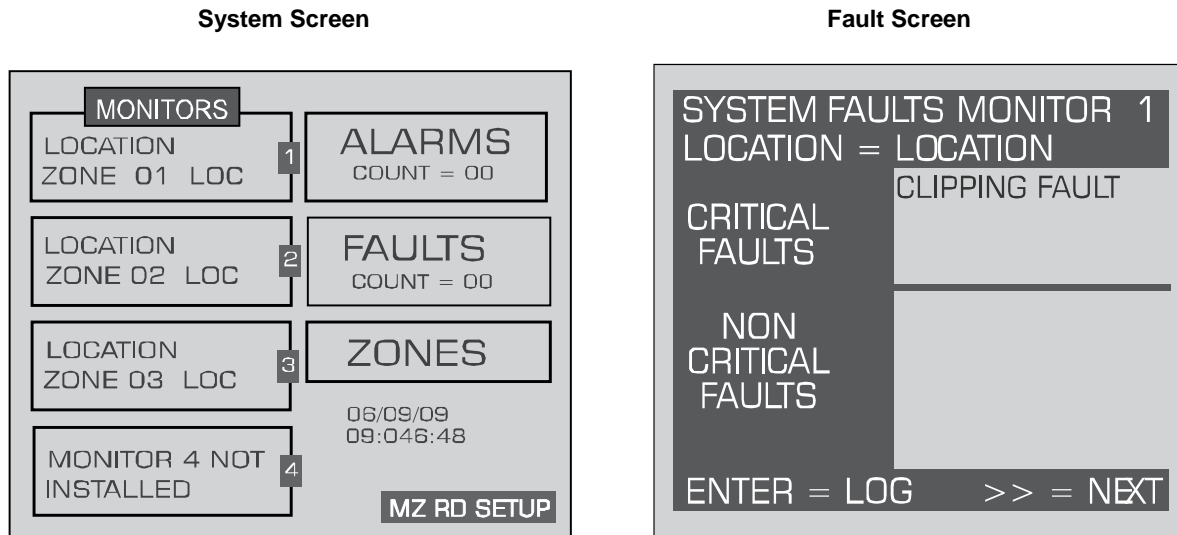 System Screen
MONITORS
LOCATION
ZONE 01 LOC
1
LOCATION
ZONE 02 LOC
2
LOCATION
ZONE 03 LOC
3
MONITOR 4 NOT
INSTALLED
4
ALARMS
COUNT = 00
FAULTS
COUNT = 00
ZONES
06/09/09
09:046:48
MZ RD SETUP
Fault Screen
SYSTEM FAULTS MONITOR 1
LOCATION = LOCATION
CRITICAL
FAULTS
CLIPPING FAULT
NON
CRITICAL
FAULTS
ENTER = LOG >> = NEXT